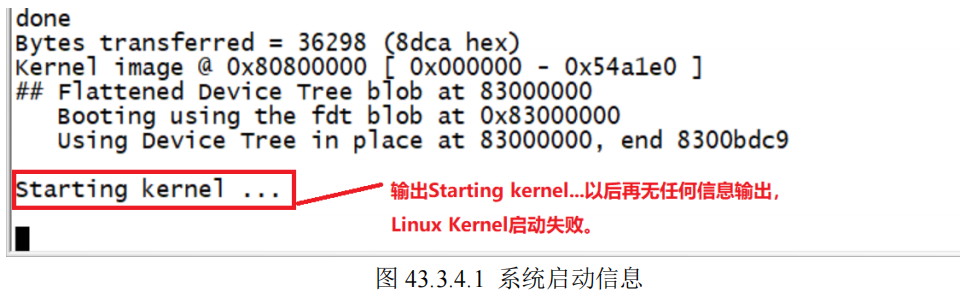 done
Bytes transferred = 36298 (8dca hex)
Kernel image @ 0x80800000 [ 0x000000 - 0x54a1e0 ]
## Flattened Device Tree blob at 83000000
   Booting using the fdt blob at 0x83000000
   Using Device Tree in place at 83000000, end 8300bdc9
Starting kernel ...
输出Starting kernel...以后再无任何信息输出，
Linux Kernel启动失败。
图 43.3.4.1 系统启动信息